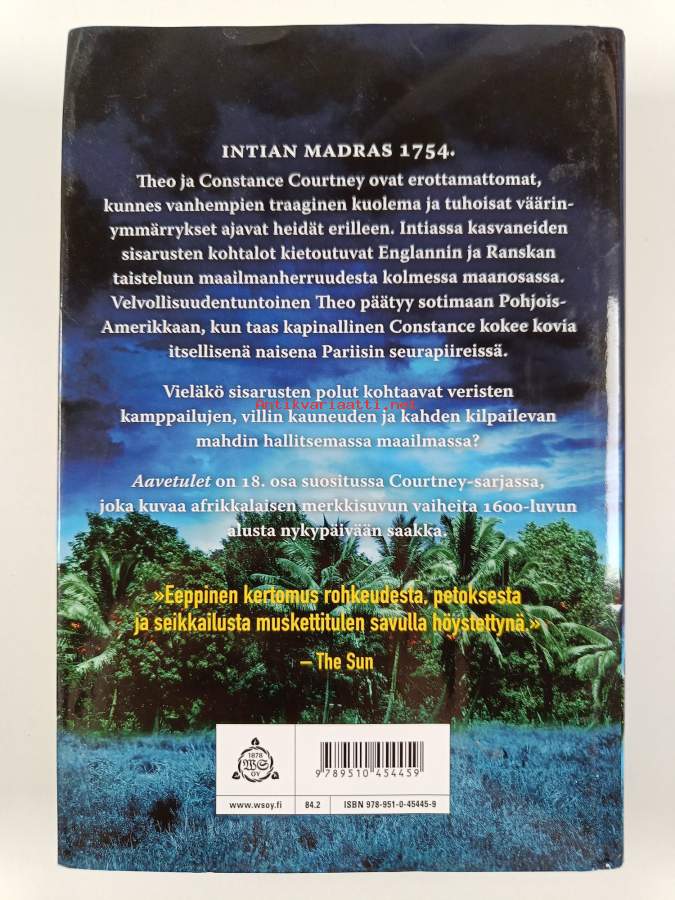 INTIAN MADRAS 1754.
Theo ja Constance Courtney ovat erottamattomat,
kunnes vanhempien traaginen kuolema ja tuhoisat väärin-
ymmärrykset ajavat heidät erilleen. Intiassa kasvaneiden
sisarusten kohtalot kietoutuvat Englannin ja Ranskan
taisteluun maailmanherruudesta kolmessa maanosassa.
Velvollisuudentuntoinen Theo päätyy sotimaan Pohjois-
Amerikkaan, kun taas kapinallinen Constance kokee kovia
itsellisenä naisena Pariisin seurapiireissä.
Vieläkö sisarusten polut kohtaavat veristen
Antikvariaatti.net
kamppailujen, villin kauneuden ja kahden kilpailevan
mahdin hallitsemassa maailmassa?
Aavetulet on 18. osa suositussa Courtney-sarjassa,
joka kuvaa afrikkalaisen merkkisuvun vaiheita 1600-luvun
alusta nykypäivään saakka.
»Eeppinen kertomus rohkeudesta, petoksesta
ja seikkailusta muskettitulen savulla höystettynä.»
– The Sun
1878
WS
OY
9 789510 454459
www.wsoy.fi
84.2
ISBN 978-951-0-45445-9